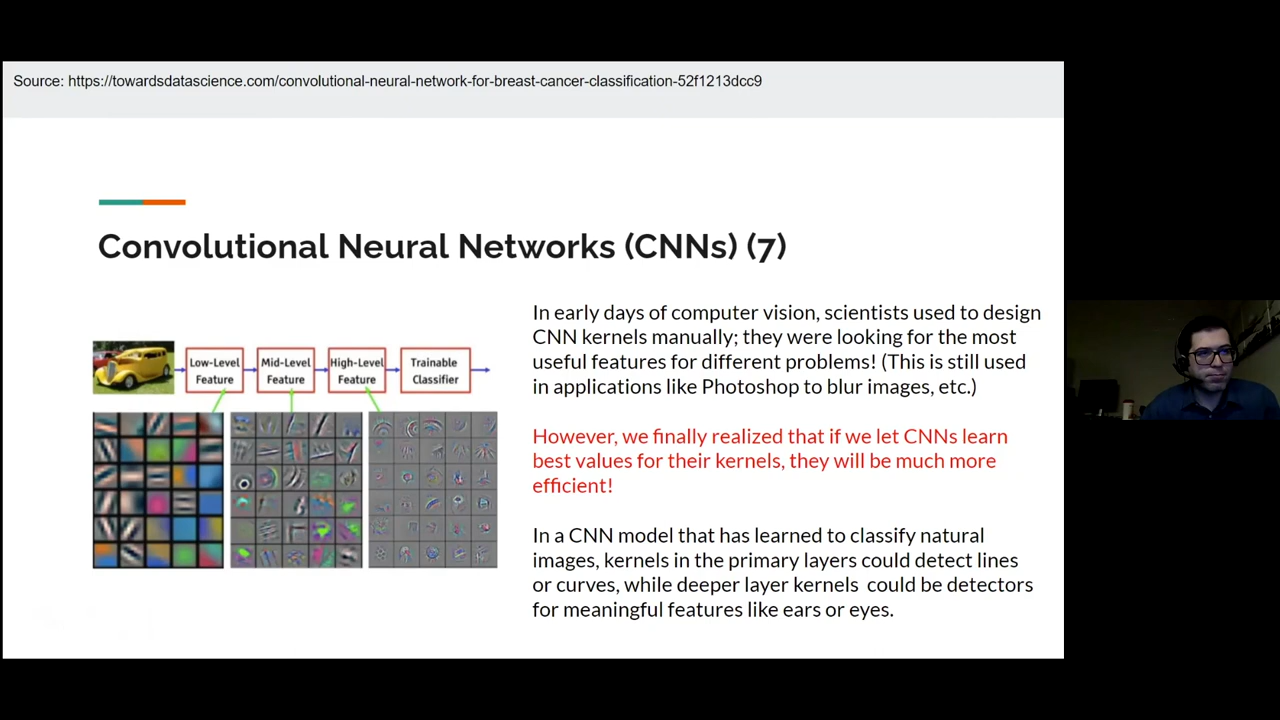 Source: https://towardsdatascience.com/convolutional-neural-network-for-breast-cancer-classification-52f1213dcc9
Convolutional Neural Networks (CNNs) (7)
Low-Level
Feature
Mid-Level
Feature
High-Level
Feature
Trainable
Classifier
In early days of computer vision, scientists used to design
CNN kernels manually; they were looking for the most
useful features for different problems! (This is still used
in applications like Photoshop to blur images, etc.)
However, we finally realized that if we let CNNs learn
best values for their kernels, they will be much more
efficient!
In a CNN model that has learned to classify natural
images, kernels in the primary layers could detect lines
or curves, while deeper layer kernels could be detectors
for meaningful features like ears or eyes.